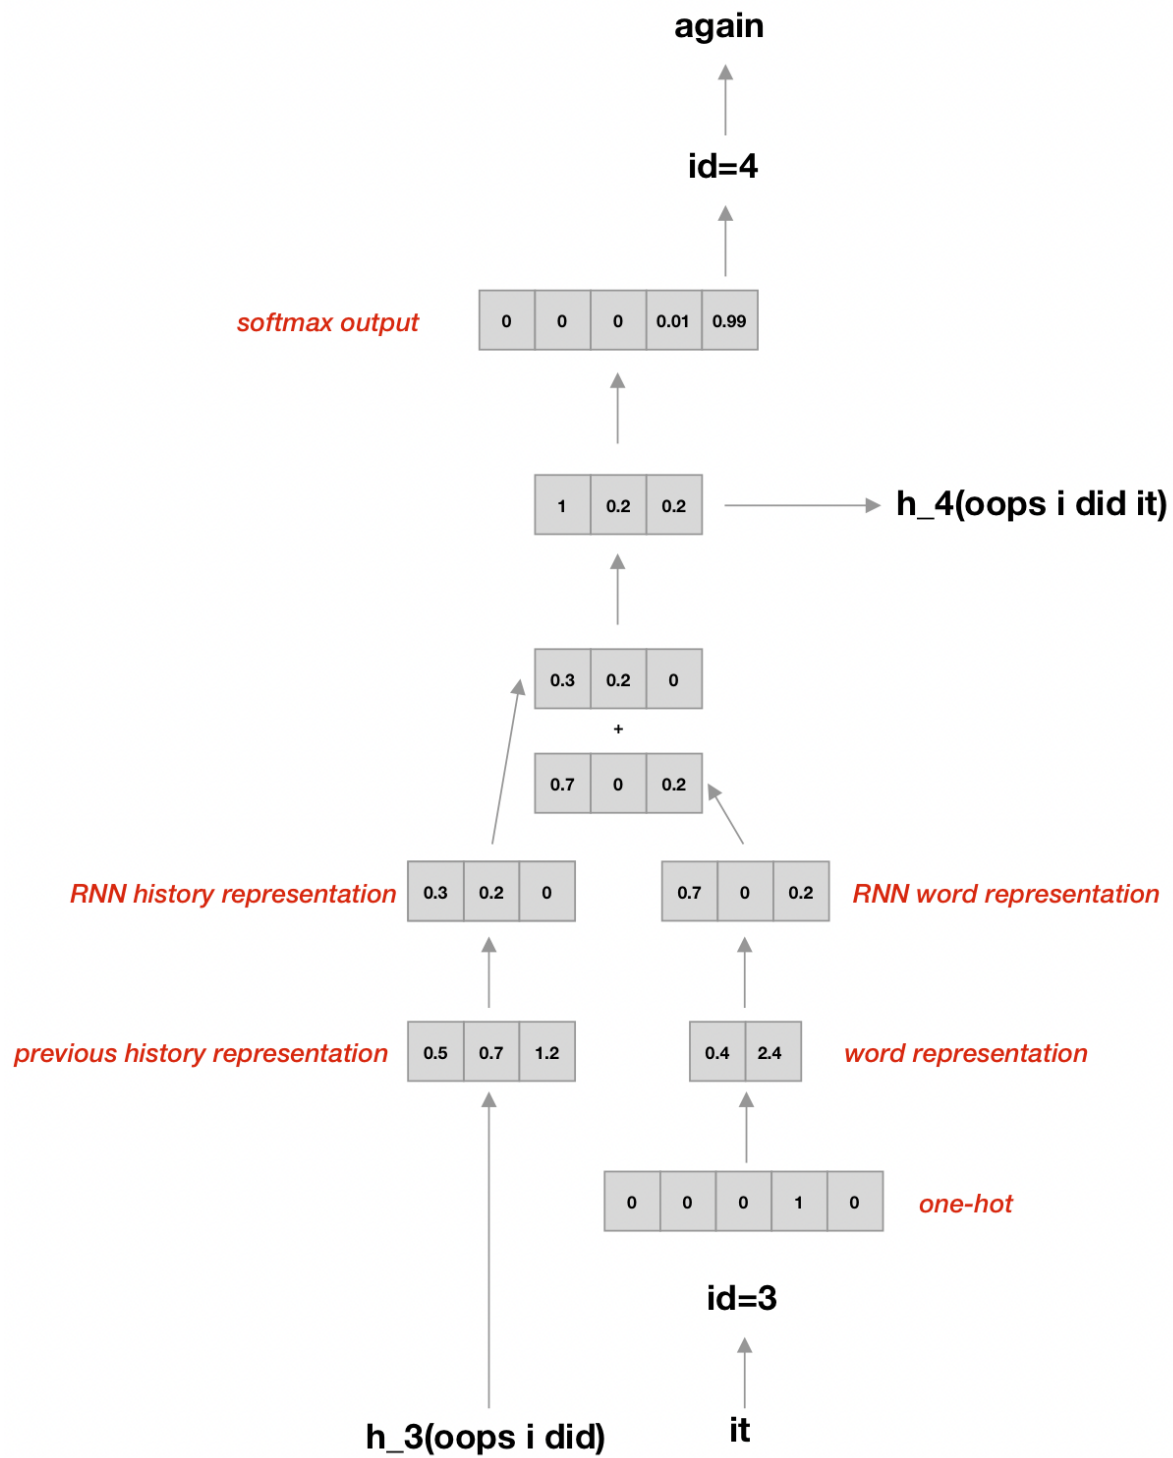 again
id=4
softmax output
0 0 0 0.01 0.99
1 0.2 0.2
h_4(oops i did it)
0.3 0.2 0
+
0.7 0 0.2
RNN history representation
0.3 0.2 0
0.7 0 0.2
RNN word representation
previous history representation
0.5 0.7 1.2
0.4 2.4
word representation
0 0 0 1 0
one-hot
id=3
h_3(oops i did)
it